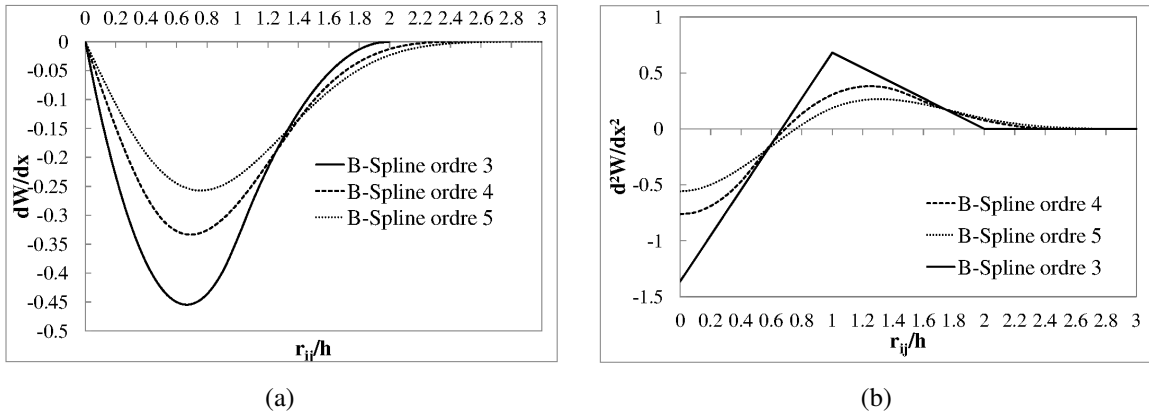 0 0.2 0.4 0.6 0.8 1 1.2 1.4 1.6 1.8 2 2.2 2.4 2.6 2.8 3
0
-0.05
-0.1
-0.15
-0.2
-0.25
-0.3
-0.35
-0.4
-0.45
-0.5
dW/dx
B-Spline ordre 3
B-Spline ordre 4
B-Spline ordre 5
r_ij/h
(a)
1
0.5
0
-0.5
-1
-1.5
d²W/dx²
B-Spline ordre 4
B-Spline ordre 5
B-Spline ordre 3
0 0.2 0.4 0.6 0.8 1 1.2 1.4 1.6 1.8 2 2.2 2.4 2.6 2.8 3
r_ij/h
(b)